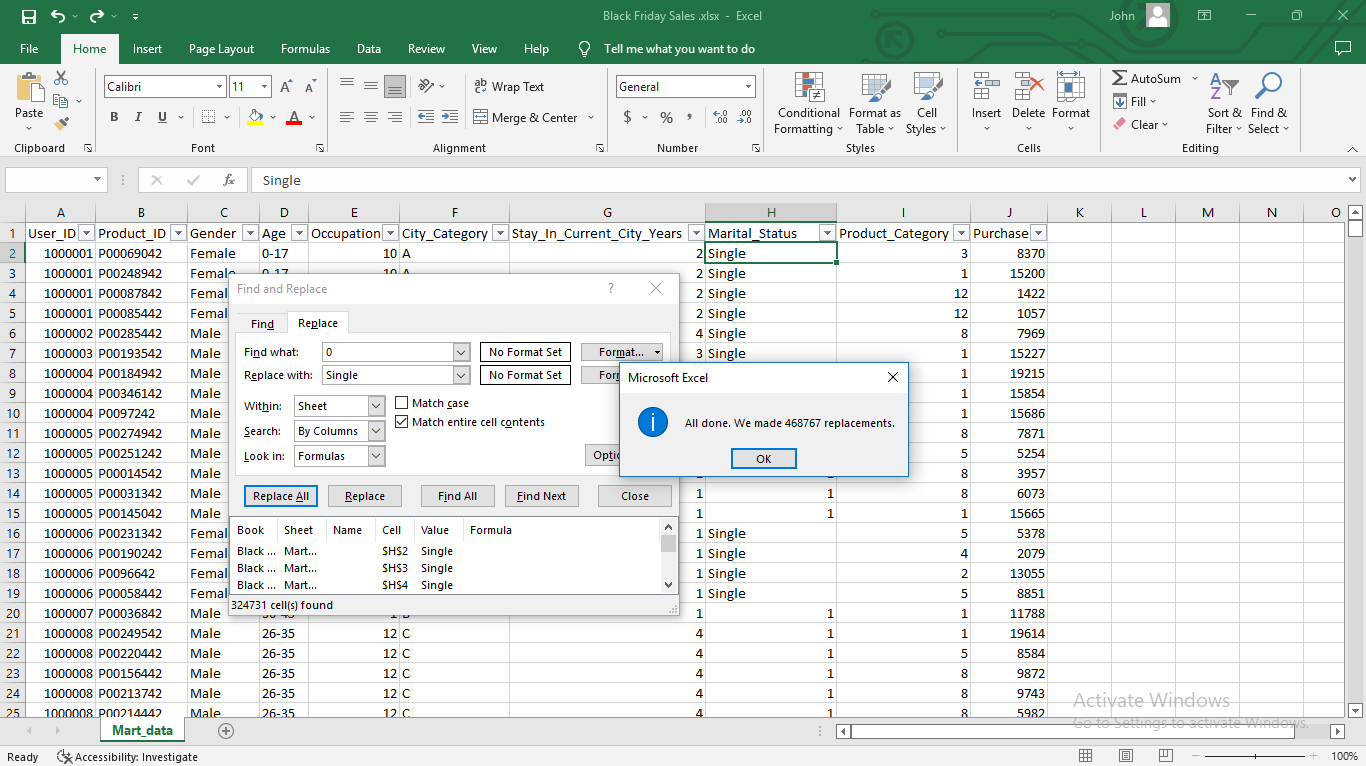 Black Friday Sales .xlsx - Excel
John
File Home Insert Page Layout Formulas Data Review View Help Tell me what you want to do
Paste
Clipboard
Calibri 11
B I U
Font
Wrap Text
Merge & Center
Alignment
General
$ % ,
Number
Conditional Formatting
Format as Table
Cell Styles
Styles
Insert Delete Format
Cells
AutoSum
Fill
Clear
Sort & Filter
Find & Select
Editing
fx Single
A B C D E F G H I J K L M N O
1 User_ID Product_ID Gender Age Occupation City_Category Stay_In_Current_City_Years Marital_Status Product_Category Purchase
2 1000001 P00069042 Female 0-17 10 A 2 Single 3 8370
3 1000001 P00248942 Female 0-17 10 A 2 Single 1 15200
4 1000001 P00087842 Femal 2 Single 12 1422
5 1000001 P00085442 Femal 2 Single 12 1057
6 1000002 P00285442 Male 4 Single 8 7969
7 1000003 P00193542 Male 3 Single 1 15227
8 1000004 P00184942 Male 1 19215
9 1000004 P00346142 Male 1 15854
10 1000004 P0097242 Male 1 15686
11 1000005 P00274942 Male 8 7871
12 1000005 P00251242 Male 5 5254
13 1000005 P00014542 Male 8 3957
14 1000005 P00031342 Male 1 1 8 6073
15 1000005 P00145042 Male 1 1 1 15665
16 1000006 P00231342 Femal 1 Single 5 5378
17 1000006 P00190242 Femal 1 Single 4 2079
18 1000006 P0096642 Femal 1 Single 2 13055
19 1000006 P00058442 Femal 1 Single 5 8851
20 1000007 P00036842 Male 1 1 1 11788
21 1000008 P00249542 Male 26-35 12 C 4 1 1 19614
22 1000008 P00220442 Male 26-35 12 C 4 1 5 8584
23 1000008 P00156442 Male 26-35 12 C 4 1 8 9872
24 1000008 P00213742 Male 26-35 12 C 4 1 8 9743
25 1000008 P00214442 Male 26-35 12 C 4 1 8 5982
Find and Replace
?
Find Replace
Find what: 0 No Format Set Format...
Replace with: Single No Format Set For
Within: Sheet
Match case
Search: By Columns
Match entire cell contents
Look in: Formulas
Optio
Replace All Replace Find All Find Next Close
Book Sheet Name Cell Value Formula
Black ... Mart... $H$2 Single
Black ... Mart... $H$3 Single
Black ... Mart... $H$4 Single
324731 cell(s) found
Microsoft Excel
All done. We made 468767 replacements.
OK
Activate Windows
Go to Settings to activate Windows.
Mart_data
Ready Accessibility: Investigate
100%